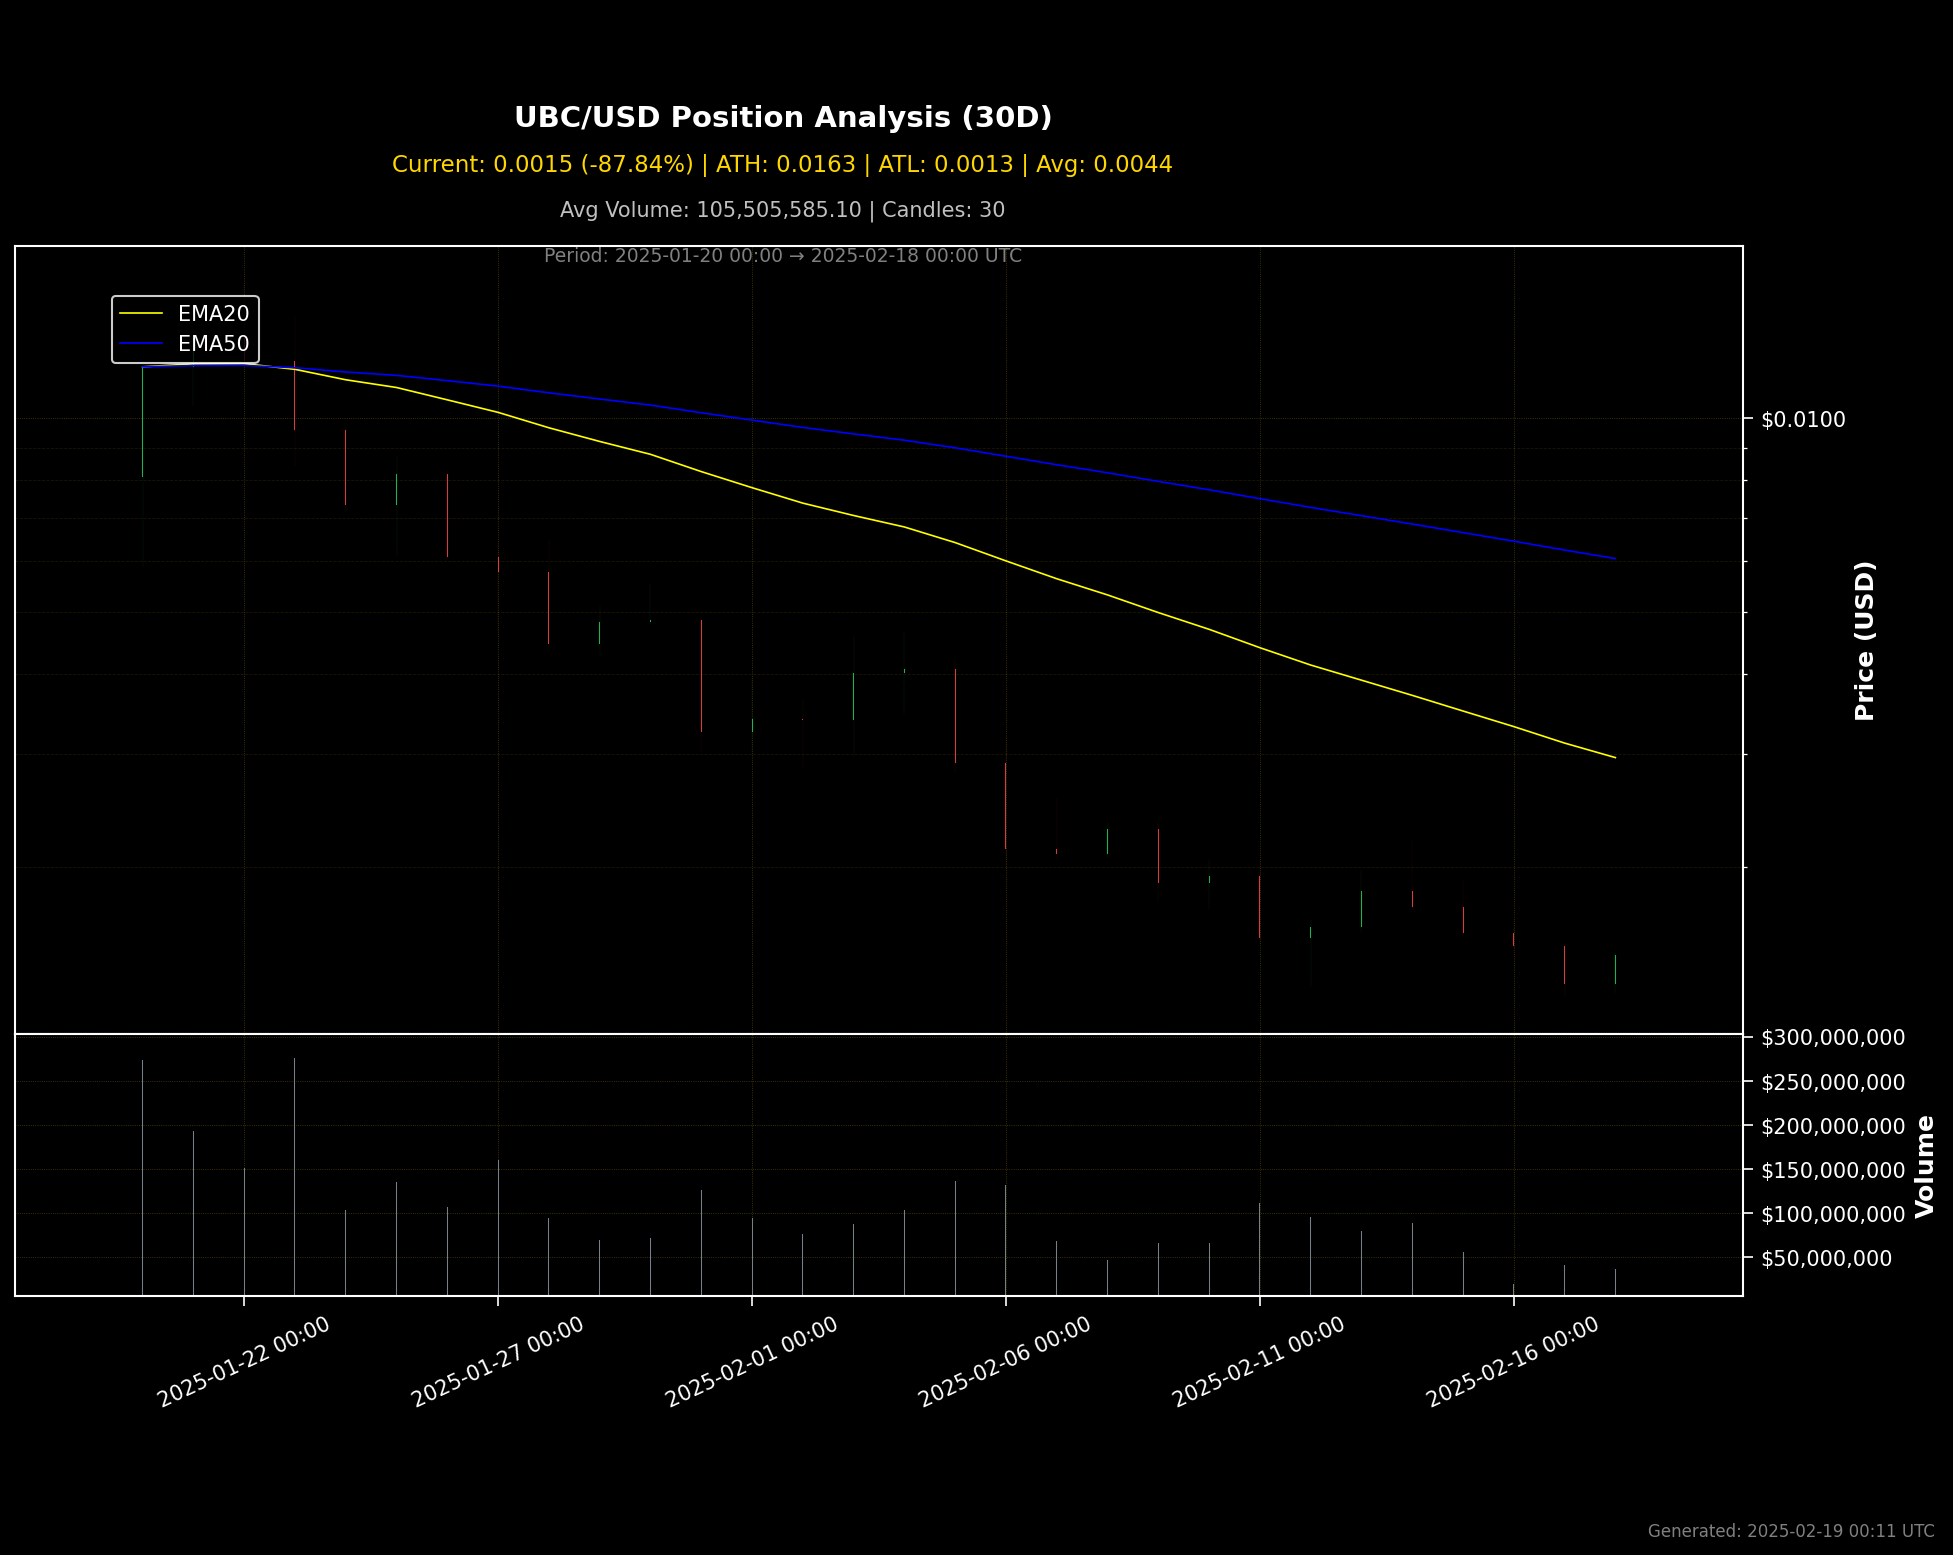 UBC/USD Position Analysis (30D)
Current: 0.0015 (-87.84%) | ATH: 0.0163 | ATL: 0.0013 | Avg: 0.0044
Avg Volume: 105,505,585.10 | Candles: 30
Period: 2025-01-20 00:00 → 2025-02-18 00:00 UTC
EMA20
EMA50
$0.0100
Price (USD)
$300,000,000
$250,000,000
$200,000,000
$150,000,000
$100,000,000
$50,000,000
Volume
2025-01-22 00:00
2025-01-27 00:00
2025-02-01 00:00
2025-02-06 00:00
2025-02-11 00:00
2025-02-16 00:00
Generated: 2025-02-19 00:11 UTC